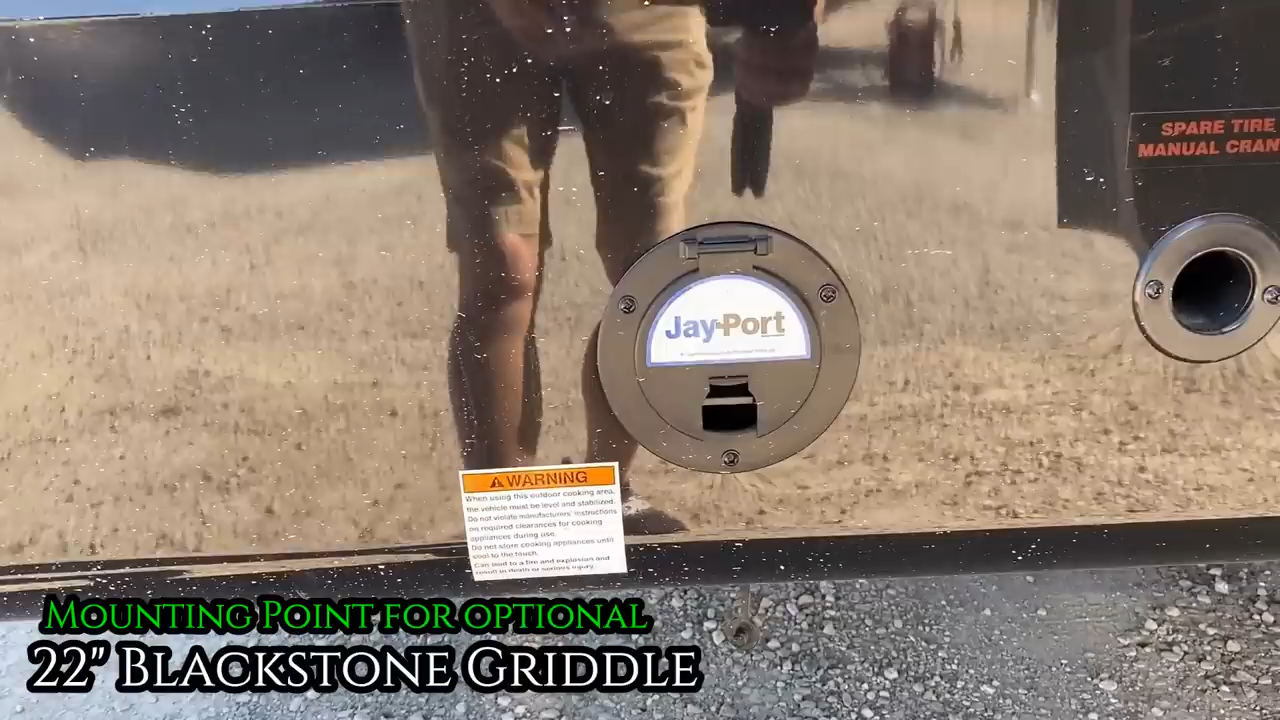 SPARE TIRE
MANUAL CRAN
Jay-Port
WARNING
When using this outdoor cooking area,
the vehicle must be level and stabilized.
Do not violate manufacturers' instructions
on required clearances for cooking
appliances during use.
Do not store cooking appliances until
cool to the touch.
Can lead to a fire and explosion and
result in death or serious injury.
Mounting Point for optional
22" Blackstone Griddle